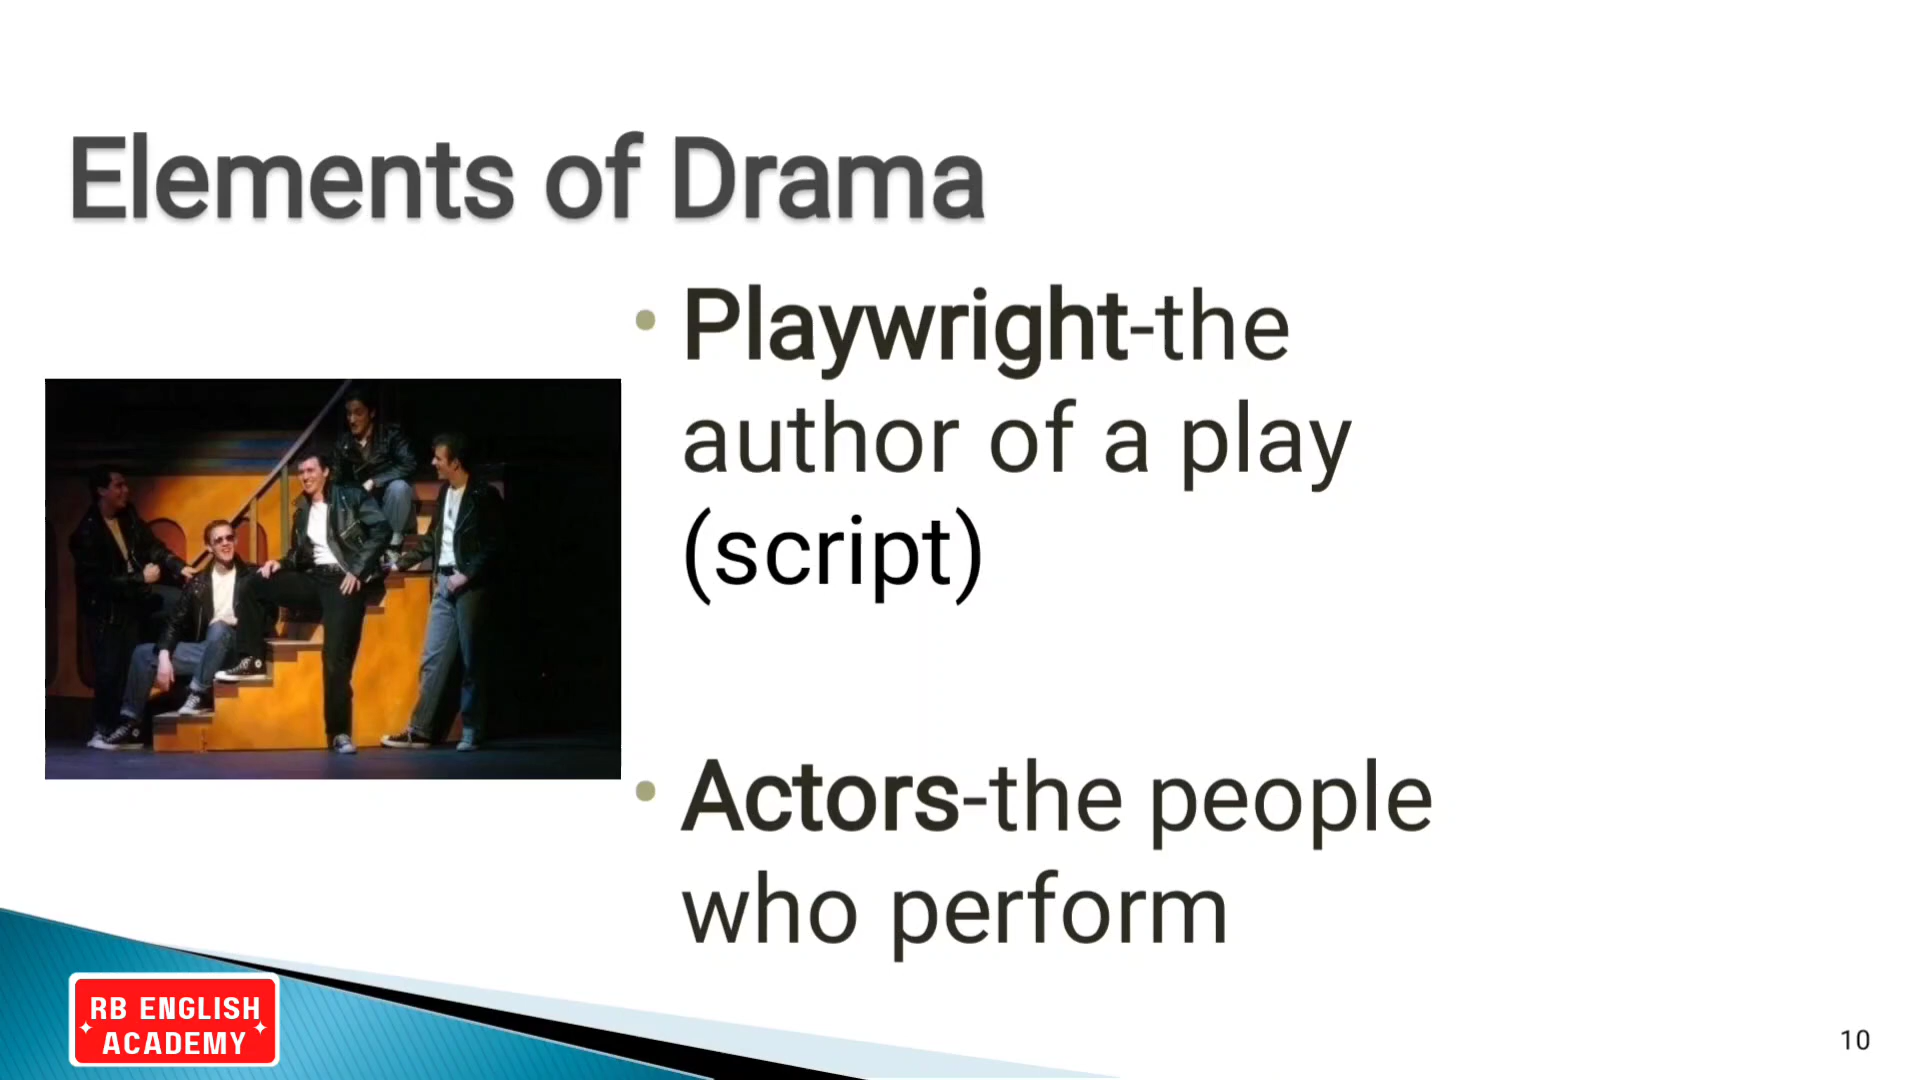 Elements of Drama
• Playwright-the
author of a play
(script)
• Actors-the people
who perform
RB ENGLISH
ACADEMY
10